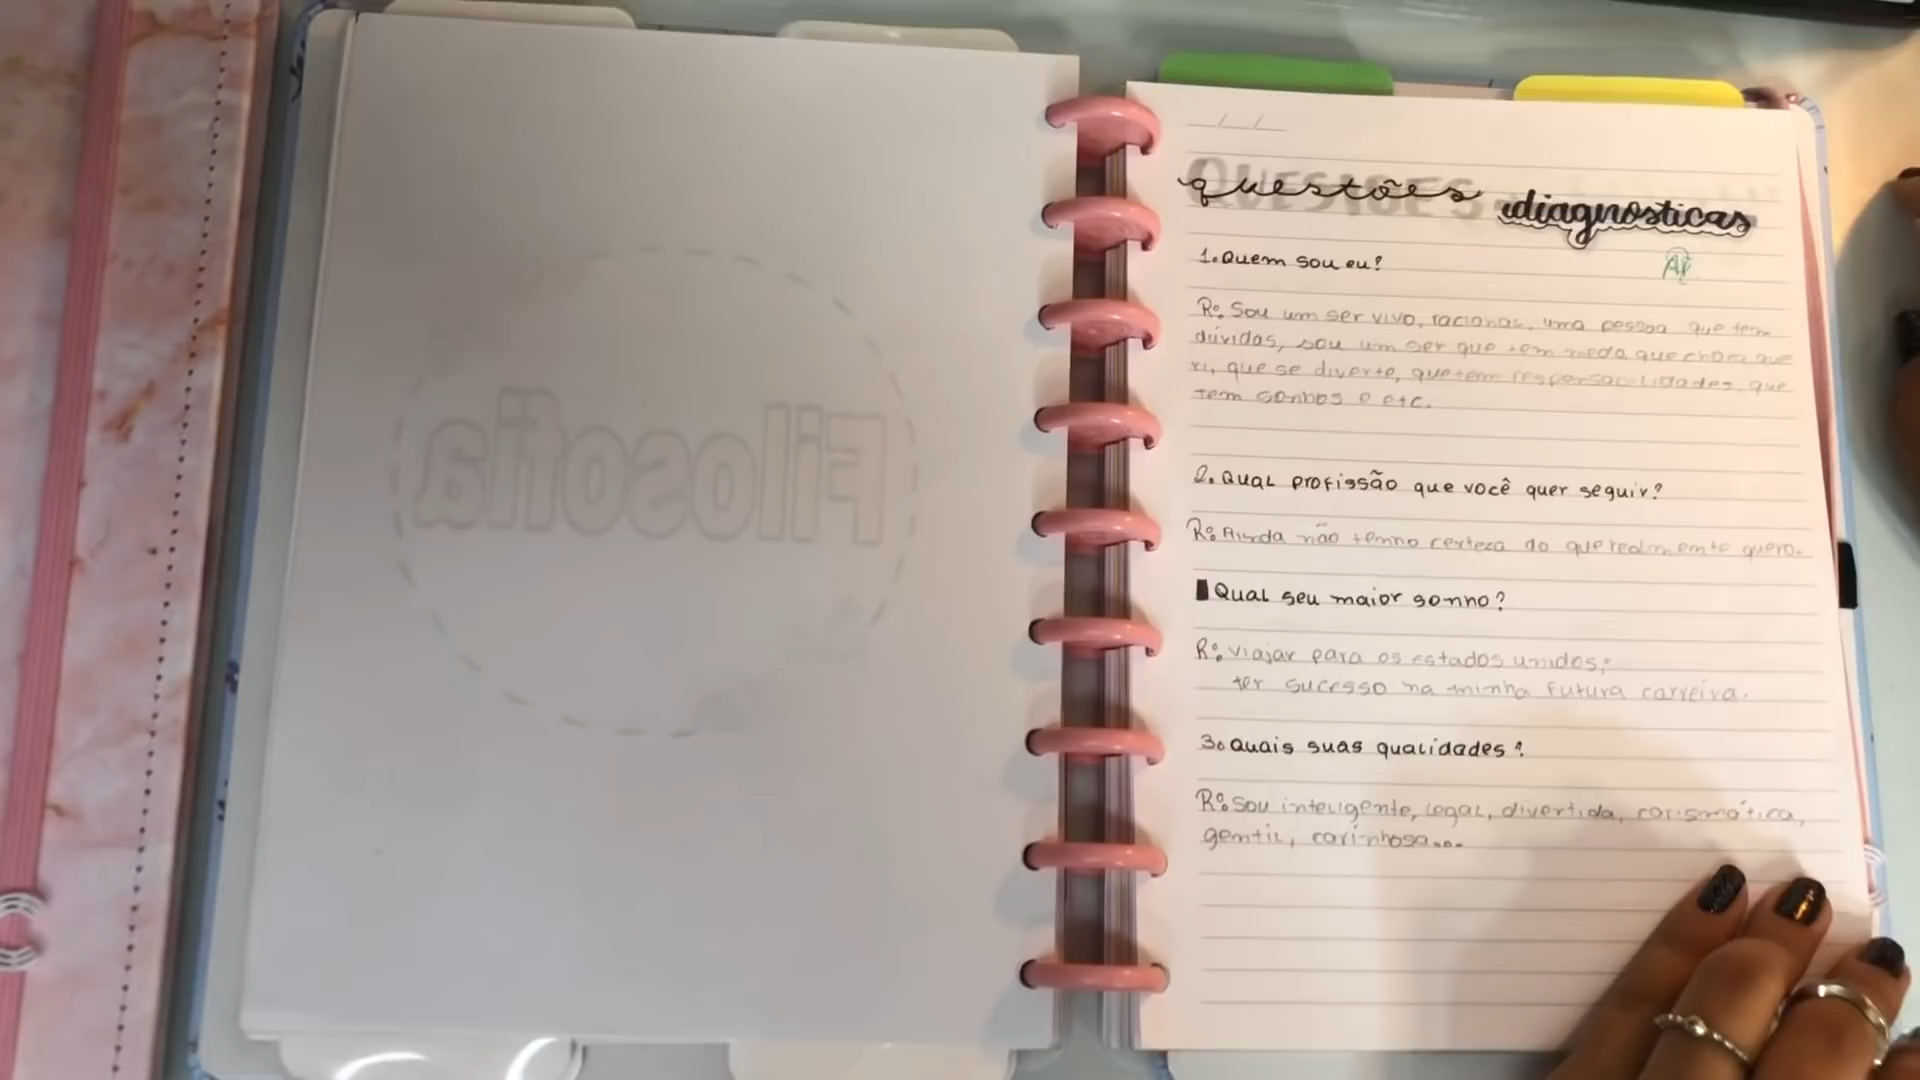 Filosofia
_/_/_
questões diagnosticas
1. Quem sou eu?
Rº: Sou um ser vivo, racional, uma pessoa que tem
dúvidas, sou um ser que tem medo que chora que
ri, que se diverte, que tem responsabilidades, que
tem sonhos e etc.
2. Qual profissão que você quer seguir?
Rº: Ainda não tenho certeza do que realmente quero.
Qual seu maior sonho?
Rº: Viajar para os estados unidos;
ter sucesso na minha futura carreira.
3. Quais suas qualidades?
Rº: Sou inteligente, legal, divertida, carismática,
gentil, carinhosa...